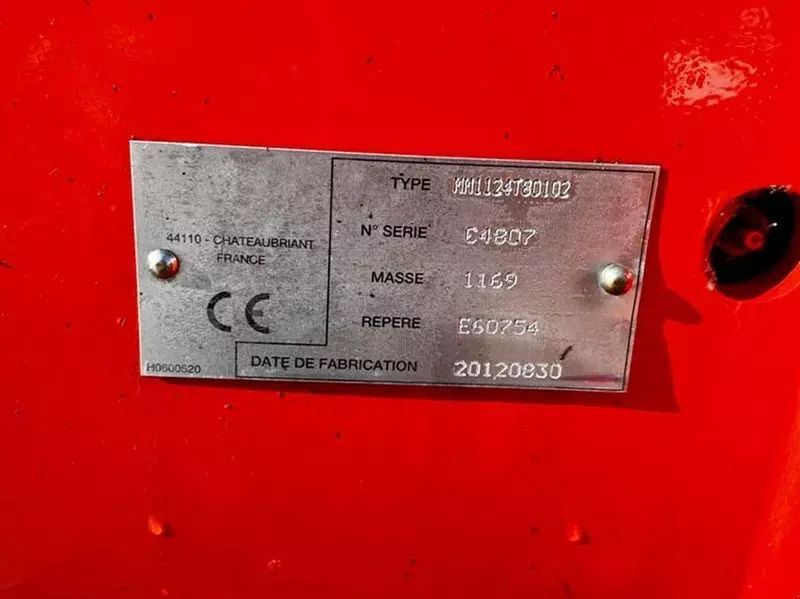 44110 - CHATEAUBRIANT
FRANCE
CE
H0600520
TYPE MM1124T80102
N° SERIE C4807
MASSE 1169
REPERE E60754
DATE DE FABRICATION 20120830